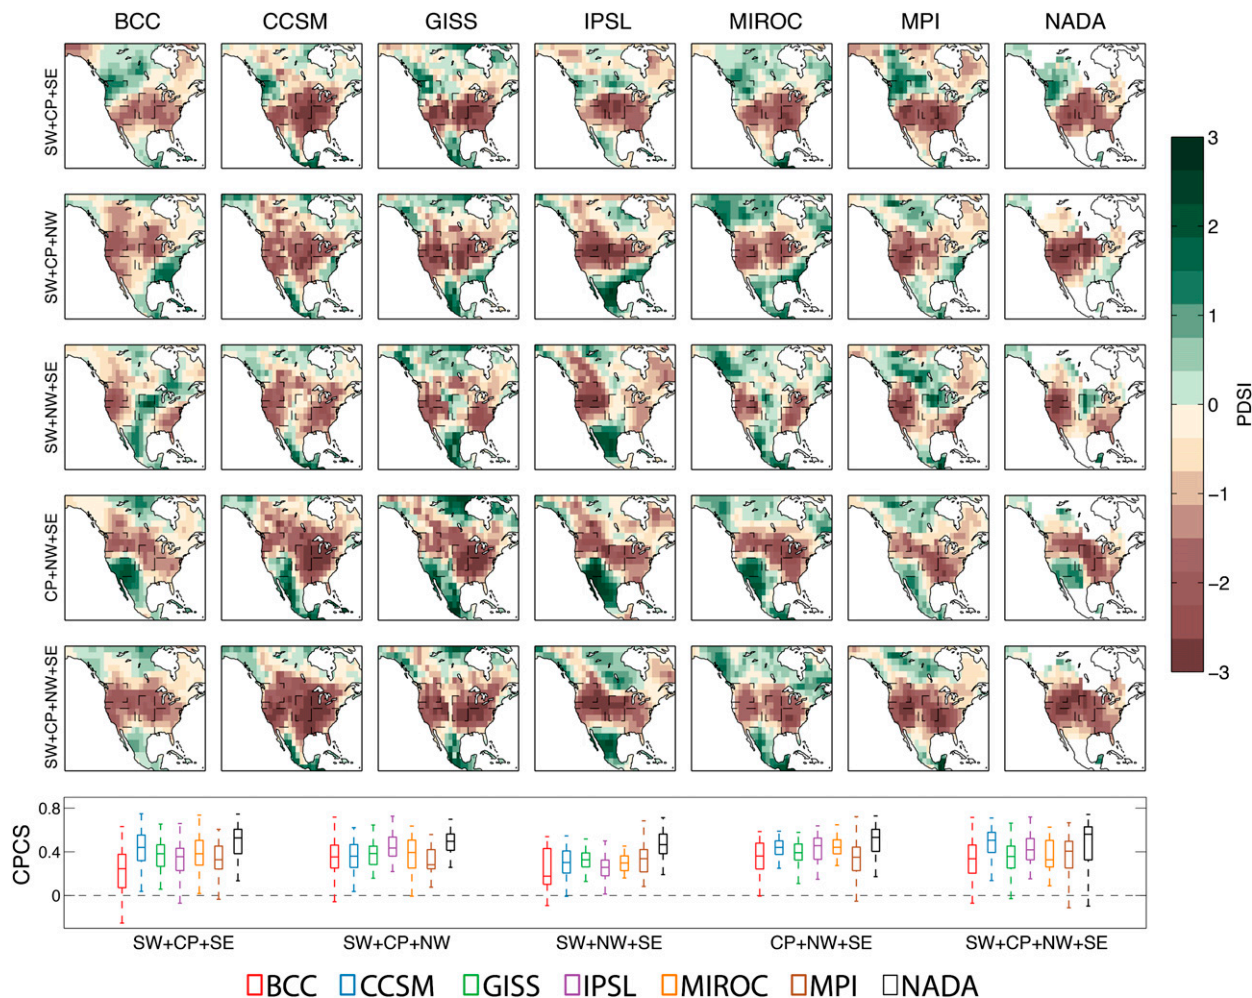 BCC CCSM GISS IPSL MIROC MPI NADA
SW+CP+SE
SW+CP+NW
SW+NW+SE
CP+NW+SE
SW+CP+NW+SE
3
2
1
0
-1
-2
-3
PDSI
CPCS
0.8
0.4
0
SW+CP+SE SW+CP+NW SW+NW+SE CP+NW+SE SW+CP+NW+SE
BCC CCSM GISS IPSL MIROC MPI NADA